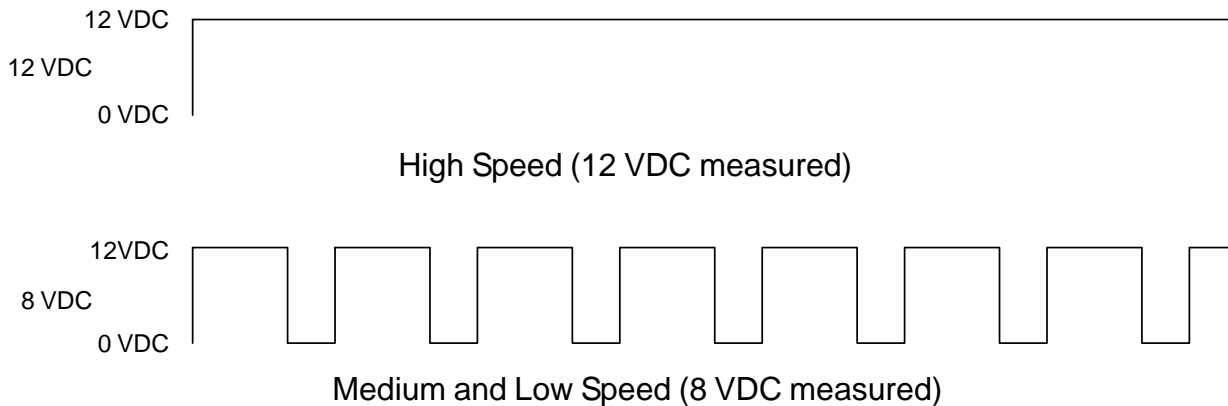 12 VDC
12 VDC
0 VDC
High Speed (12 VDC measured)
12VDC
8 VDC
0 VDC
Medium and Low Speed (8 VDC measured)